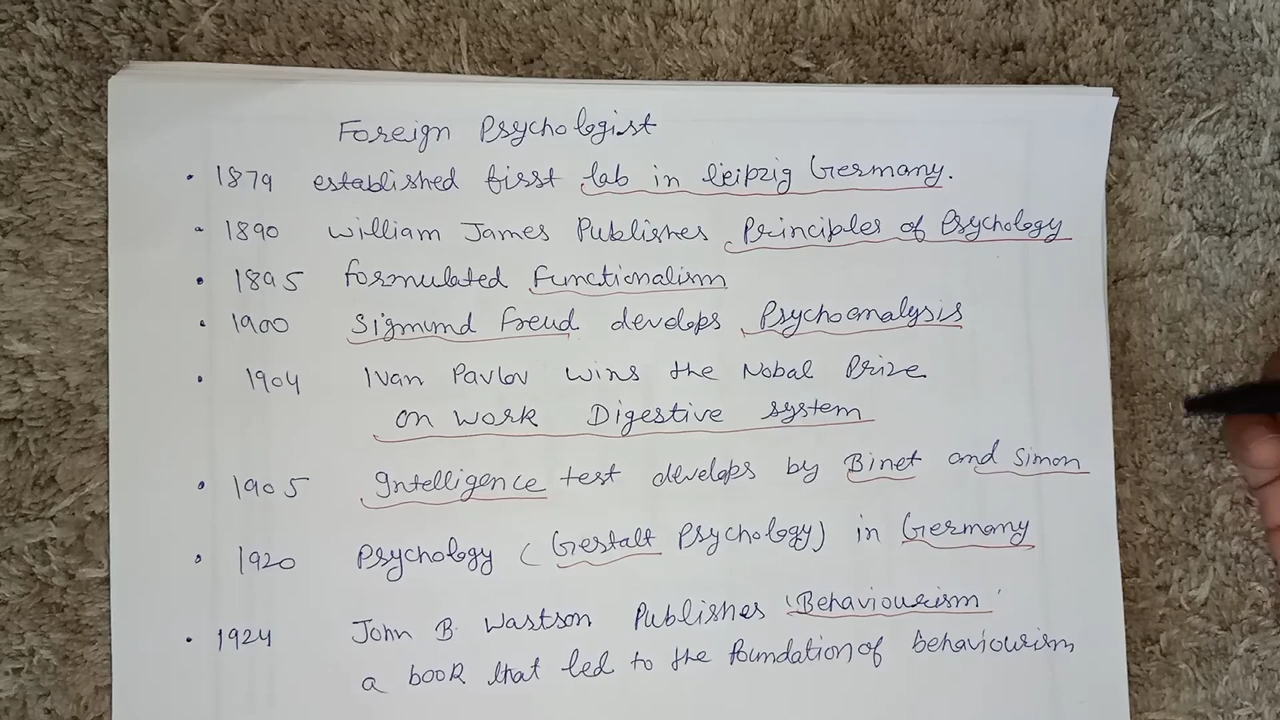 Foreign Psychologist
• 1879 established first lab in leipzig Germany.
• 1890 William James Publishes Principles of Psychology
• 1895 formulated Functionalism
• 1900 Sigmund Freud develops Psychoanalysis
• 1904 Ivan Pavlov wins the Nobal Prize
on work Digestive system
• 1905 Intelligence test develops by Binet and Simon
• 1920 Psychology (Gestalt Psychology) in Germany
• 1924 John B. Wastson Publishes 'Behaviourism'
a book that led to the foundation of behaviourism